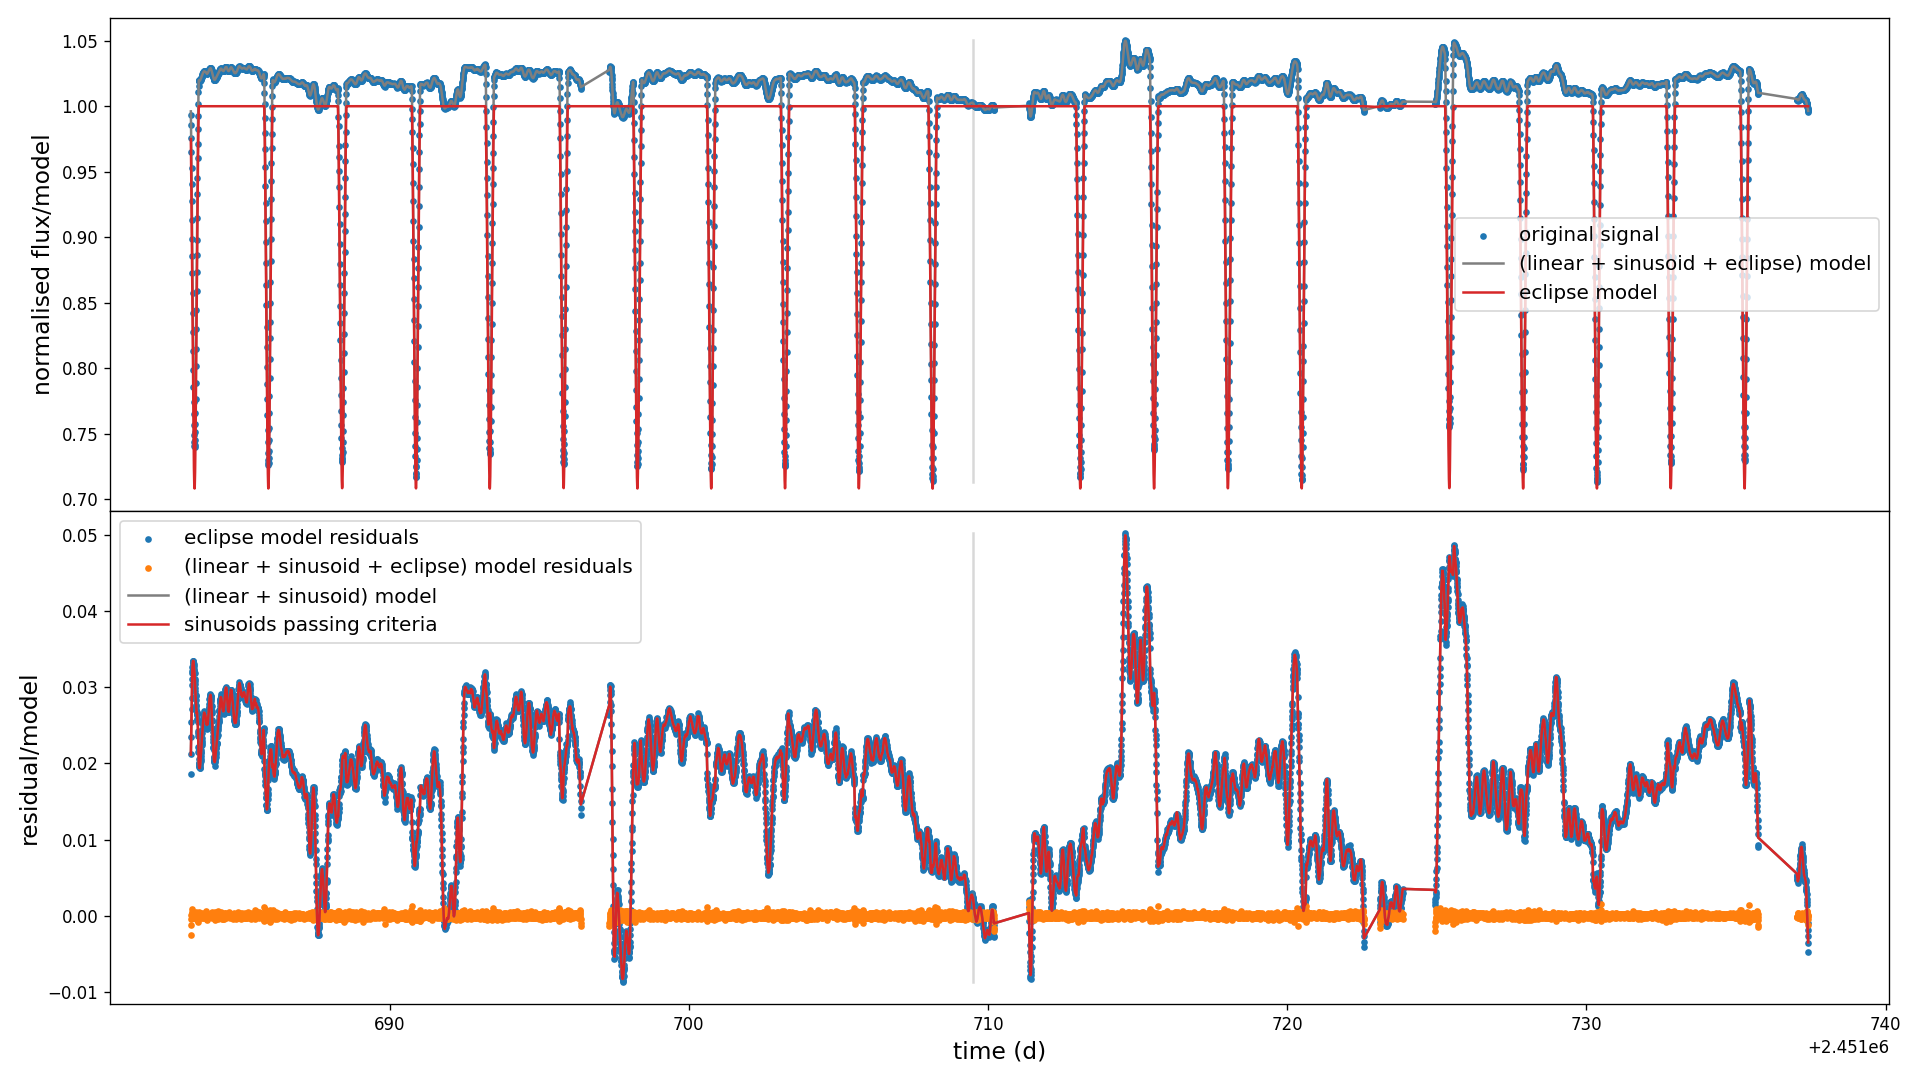 normalised flux/model
1.05
1.00
0.95
0.90
0.85
0.80
0.75
0.70
original signal
(linear + sinusoid + eclipse) model
eclipse model
residual/model
0.05
0.04
0.03
0.02
0.01
0.00
−0.01
eclipse model residuals
(linear + sinusoid + eclipse) model residuals
(linear + sinusoid) model
sinusoids passing criteria
690
700
710
720
730
740
time (d)
+2.451e6